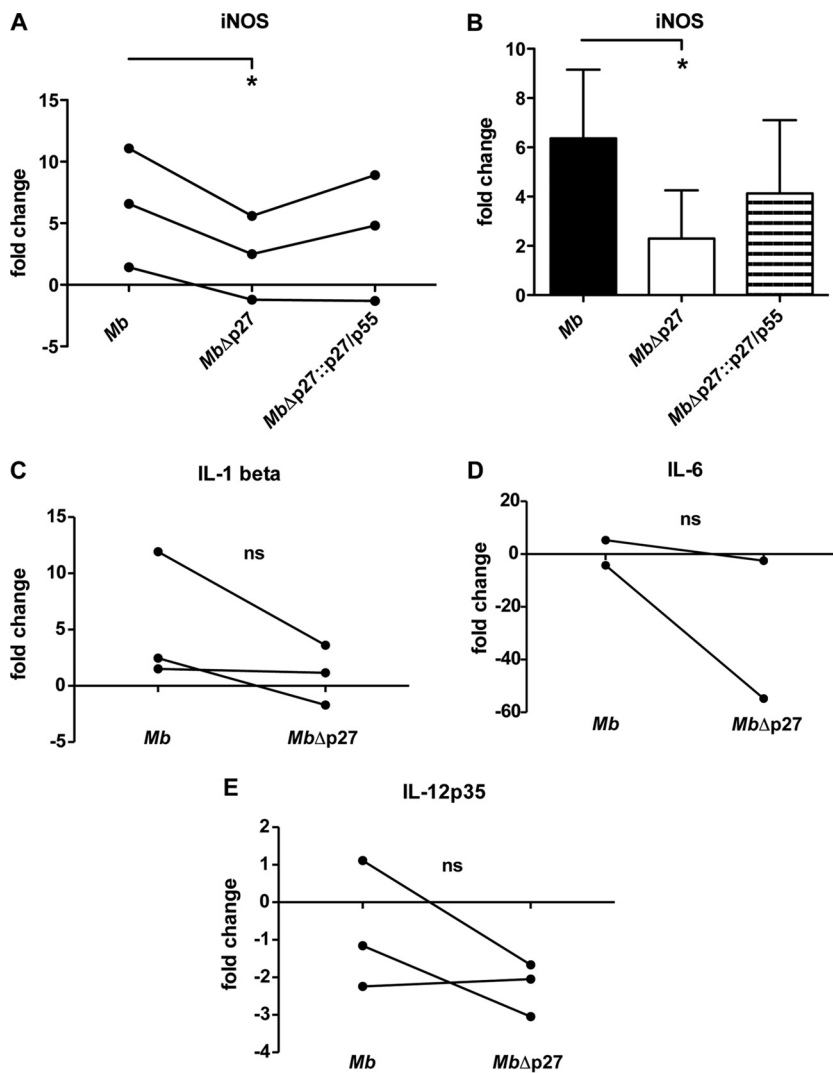 A
iNOS
*
fold change
15
10
5
0
-5
Mb
MbΔp27
MbΔp27::p27/p55
B
iNOS
*
fold change
10
8
6
4
2
0
Mb
MbΔp27
MbΔp27::p27/p55
C
IL-1 beta
ns
fold change
15
10
5
0
-5
Mb
MbΔp27
D
IL-6
ns
fold change
20
0
-20
-40
-60
Mb
MbΔp27
E
IL-12p35
ns
fold change
2
1
0
-1
-2
-3
-4
Mb
MbΔp27